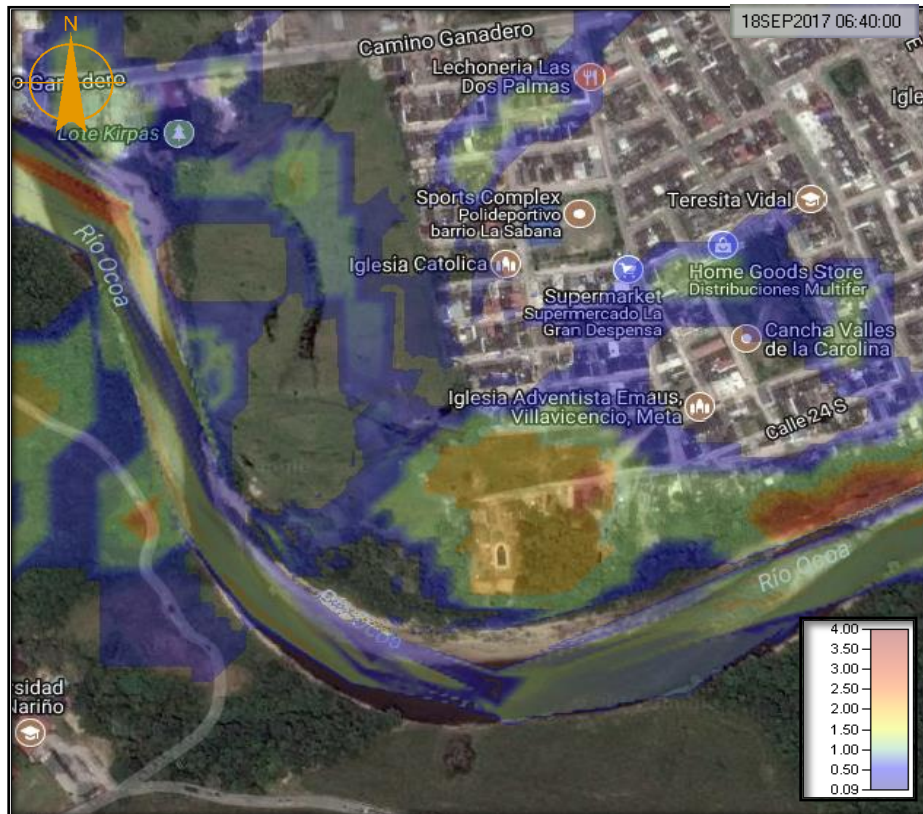 18SEP2017 06:40:00
N
Camino Ganadero
Lechoneria Las
Dos Palmas
Lote Kirpas
Sports Complex
Polideportivo
barrio La Sabana
Teresita Vidal
Río Ocoa
Iglesia Catolica
Home Goods Store
Distribuciones Multifer
Supermarket
Supermercado La
Gran Despensa
Cancha Valles
de la Carolina
Iglesia Adventista Emaus,
Villavicencio, Meta
Calle 24 S
Río Ocoa
4.00
3.50
3.00
2.50
2.00
1.50
1.00
0.50
0.09
rsidad
Nariño